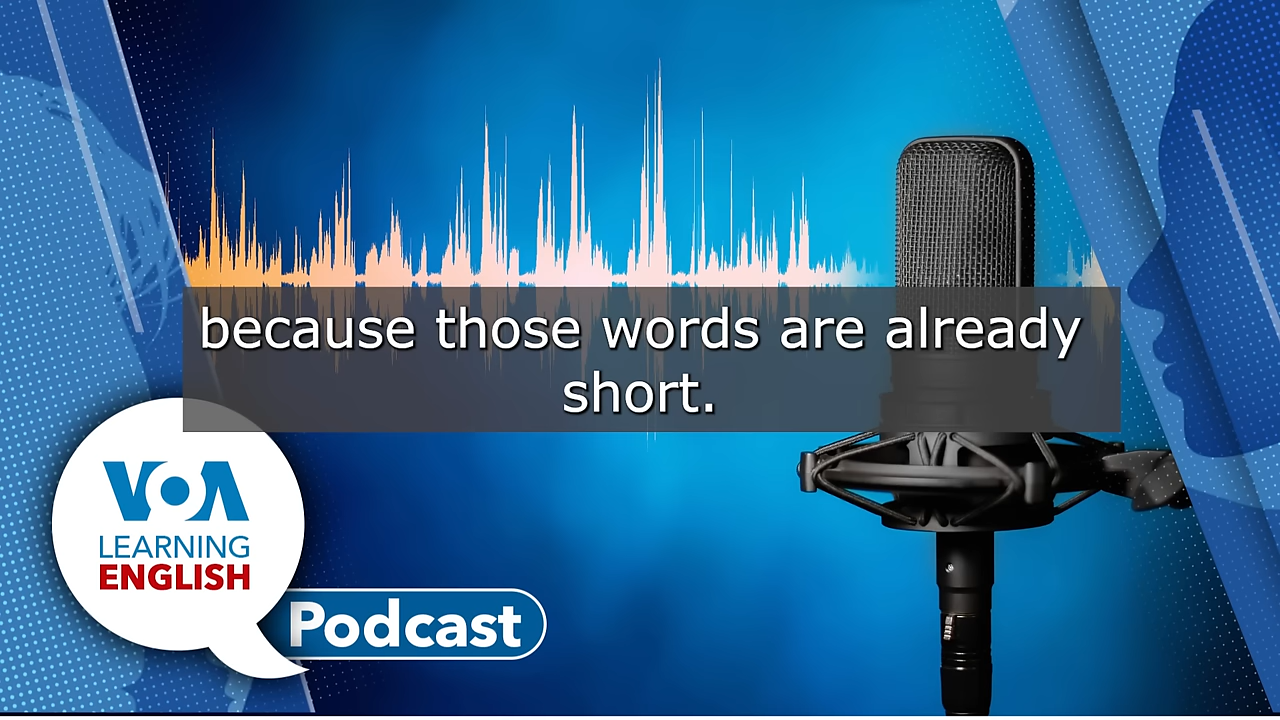 because those words are already
short.
VOA
LEARNING
ENGLISH
Podcast